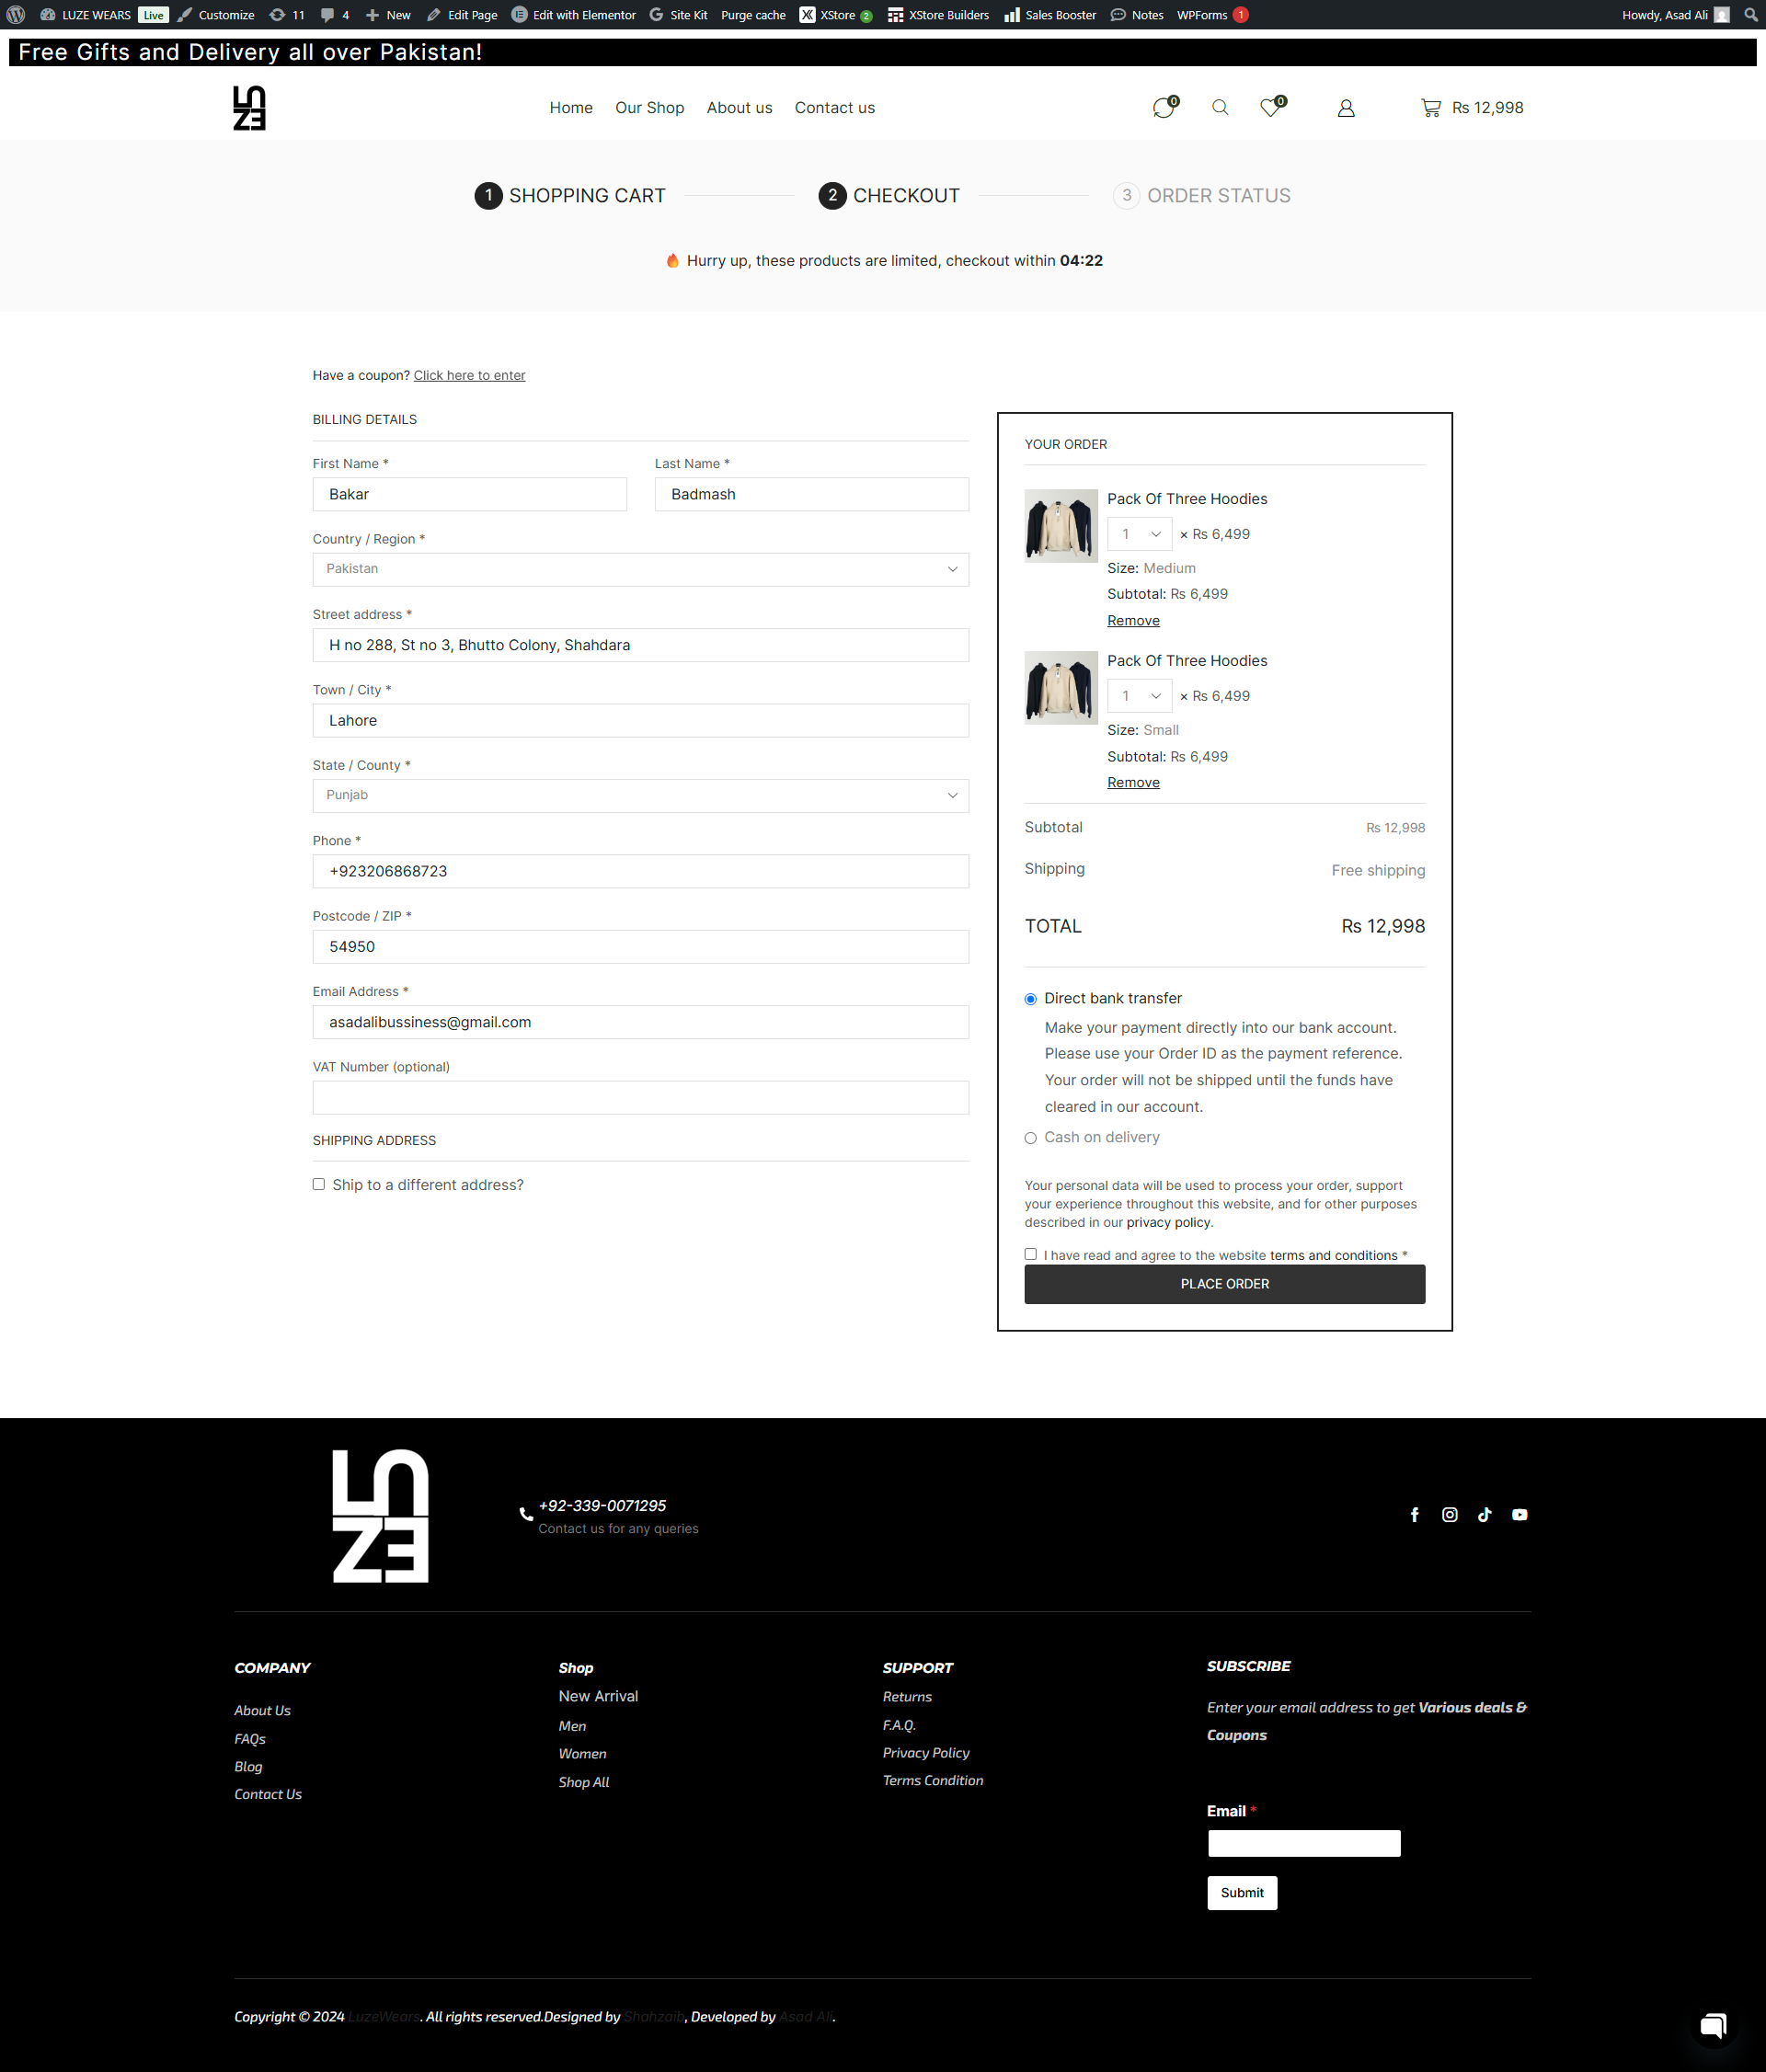 LUZE WEARS Live Customize 11 4 New Edit Page Edit with Elementor Site Kit Purge cache XStore 2 XStore Builders Sales Booster Notes WPForms 1 Howdy, Asad Ali
Free Gifts and Delivery all over Pakistan!
LUZE
Home Our Shop About us Contact us 0 0 ₨ 12,998
1 SHOPPING CART 2 CHECKOUT 3 ORDER STATUS
🔥 Hurry up, these products are limited, checkout within 04:22
Have a coupon? Click here to enter
BILLING DETAILS
First Name * Last Name *
Bakar Badmash
Country / Region *
Pakistan
Street address *
H no 288, St no 3, Bhutto Colony, Shahdara
Town / City *
Lahore
State / County *
Punjab
Phone *
+923206868723
Postcode / ZIP *
54950
Email Address *
asadalibussiness@gmail.com
VAT Number (optional)
SHIPPING ADDRESS
Ship to a different address?
YOUR ORDER
Pack Of Three Hoodies
1 × ₨ 6,499
Size: Medium
Subtotal: ₨ 6,499
Remove
Pack Of Three Hoodies
1 × ₨ 6,499
Size: Small
Subtotal: ₨ 6,499
Remove
Subtotal ₨ 12,998
Shipping Free shipping
TOTAL ₨ 12,998
Direct bank transfer
Make your payment directly into our bank account.
Please use your Order ID as the payment reference.
Your order will not be shipped until the funds have
cleared in our account.
Cash on delivery
Your personal data will be used to process your order, support
your experience throughout this website, and for other purposes
described in our privacy policy.
I have read and agree to the website terms and conditions *
PLACE ORDER
LUZE
+92-339-0071295
Contact us for any queries
COMPANY
About Us
FAQs
Blog
Contact Us
Shop
New Arrival
Men
Women
Shop All
SUPPORT
Returns
F.A.Q.
Privacy Policy
Terms Condition
SUBSCRIBE
Enter your email address to get Various deals &
Coupons
Email *
Submit
Copyright © 2024 LuzeWears. All rights reserved.Designed by Shahzaib, Developed by Asad Ali.